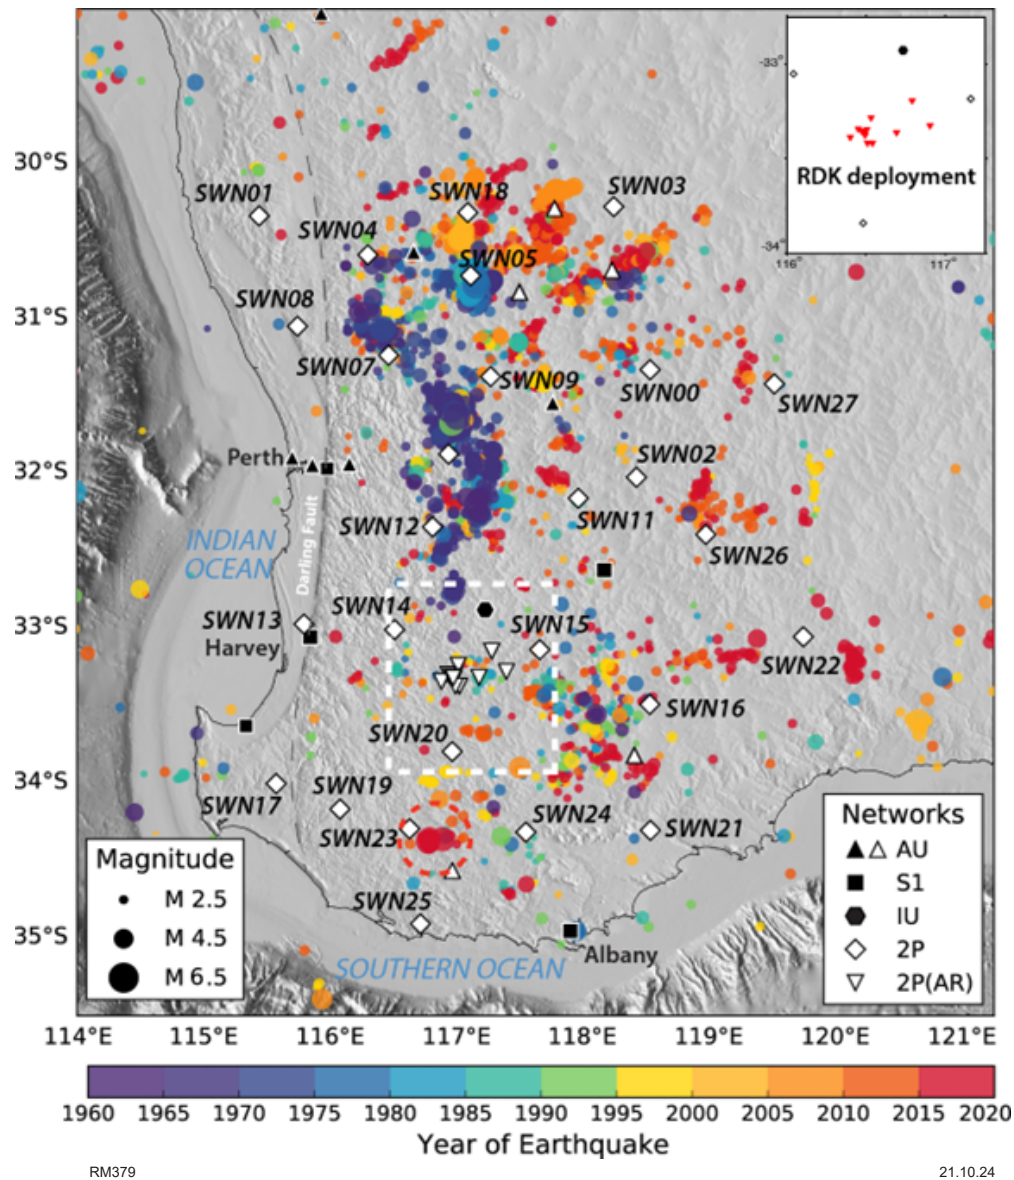 -33°
RDK deployment
-34°
116°
117°
30°S
SWN01
SWN18
SWN03
SWN04
SWN05
31°S
SWN08
SWN07
SWN09
SWN00
SWN27
Perth
32°S
SWN02
SWN12
SWN11
SWN26
INDIAN
OCEAN
Darling Fault
33°S
SWN13
SWN14
SWN15
Harvey
SWN22
SWN16
SWN20
34°S
SWN17
SWN19
SWN23
SWN24
SWN21
Magnitude
M 2.5
M 4.5
M 6.5
SWN25
35°S
Albany
SOUTHERN OCEAN
Networks
AU
S1
IU
2P
2P(AR)
114°E
115°E
116°E
117°E
118°E
119°E
120°E
121°E
1960 1965 1970 1975 1980 1985 1990 1995 2000 2005 2010 2015 2020
Year of Earthquake
RM379
21.10.24